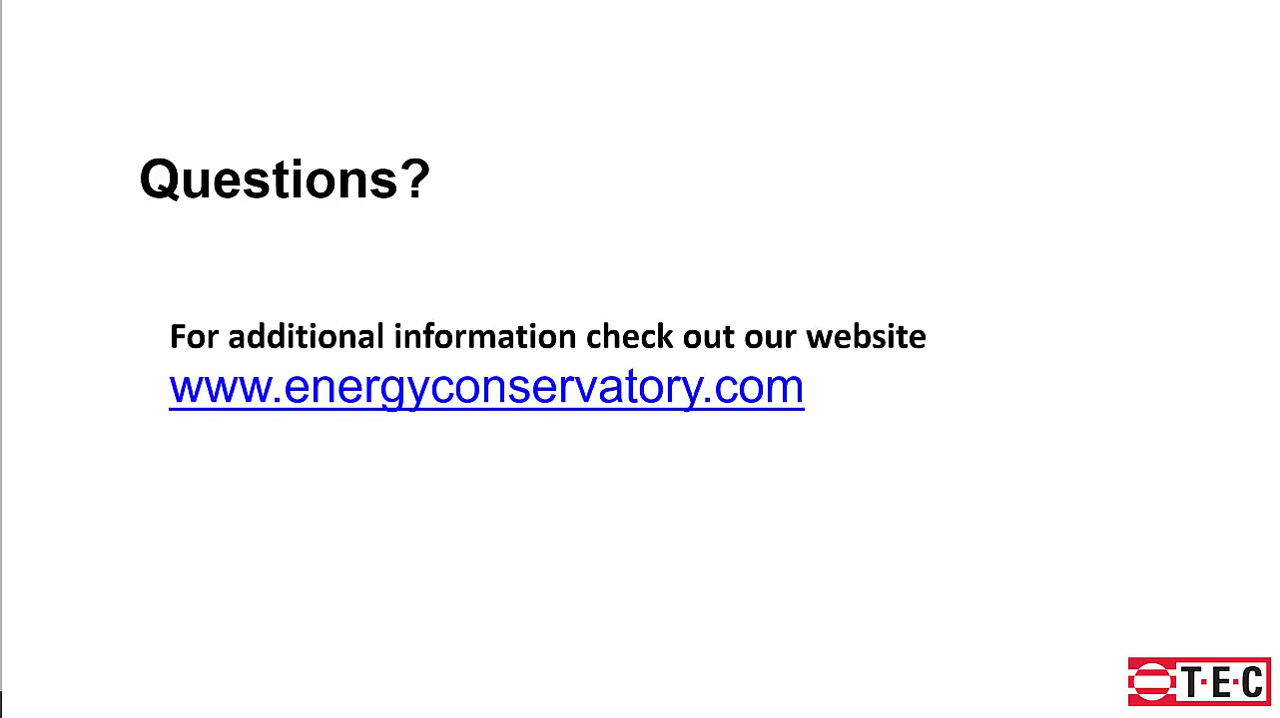 Questions?
For additional information check out our website
www.energyconservatory.com
T·E·C